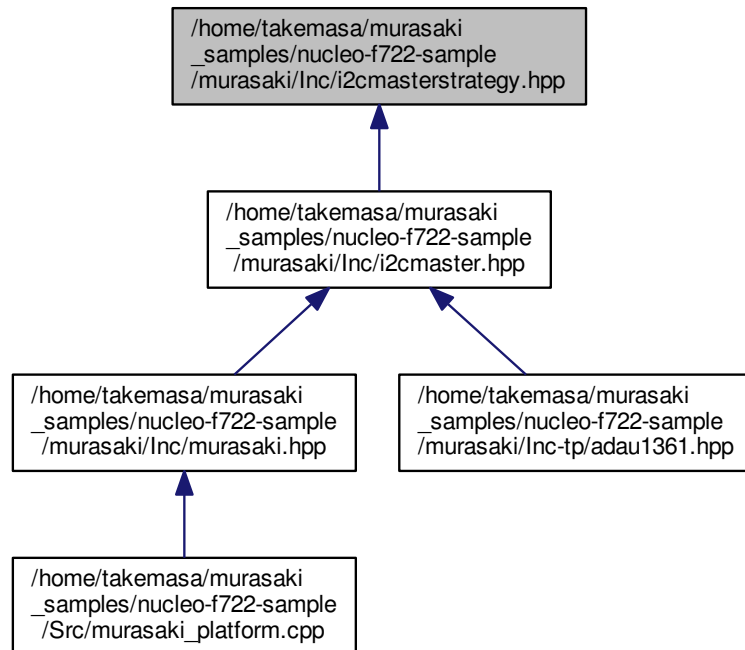 /home/takemasa/murasaki
_samples/nucleo-f722-sample
/murasaki/Inc/i2cmasterstrategy.hpp
/home/takemasa/murasaki
_samples/nucleo-f722-sample
/murasaki/Inc/i2cmaster.hpp
/home/takemasa/murasaki
_samples/nucleo-f722-sample
/murasaki/Inc/murasaki.hpp
/home/takemasa/murasaki
_samples/nucleo-f722-sample
/murasaki/Inc-tp/adau1361.hpp
/home/takemasa/murasaki
_samples/nucleo-f722-sample
/Src/murasaki_platform.cpp